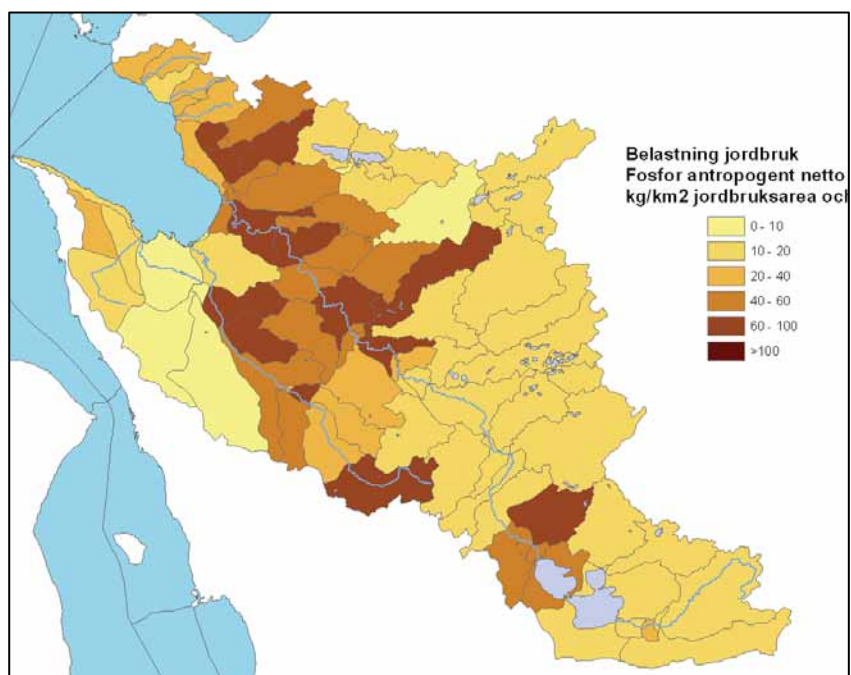 Belastning jordbruk
Fosfor antropogent netto
kg/km2 jordbruksarea och
0 - 10
10 - 20
20 - 40
40 - 60
60 - 100
>100